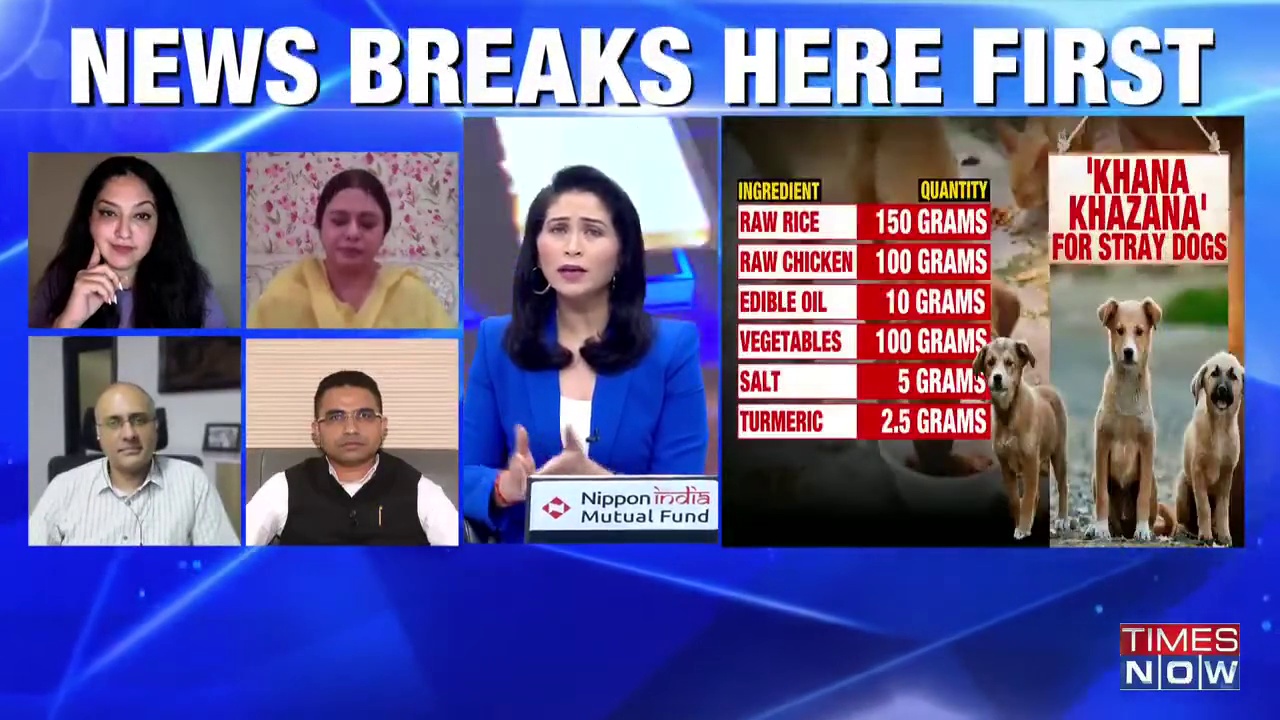 NEWS BREAKS HERE FIRST
INGREDIENT QUANTITY
RAW RICE 150 GRAMS
RAW CHICKEN 100 GRAMS
EDIBLE OIL 10 GRAMS
VEGETABLES 100 GRAMS
SALT 5 GRAMS
TURMERIC 2.5 GRAMS
'KHANA
KHAZANA'
FOR STRAY DOGS
Nippon india
Mutual Fund
TIMES
NOW